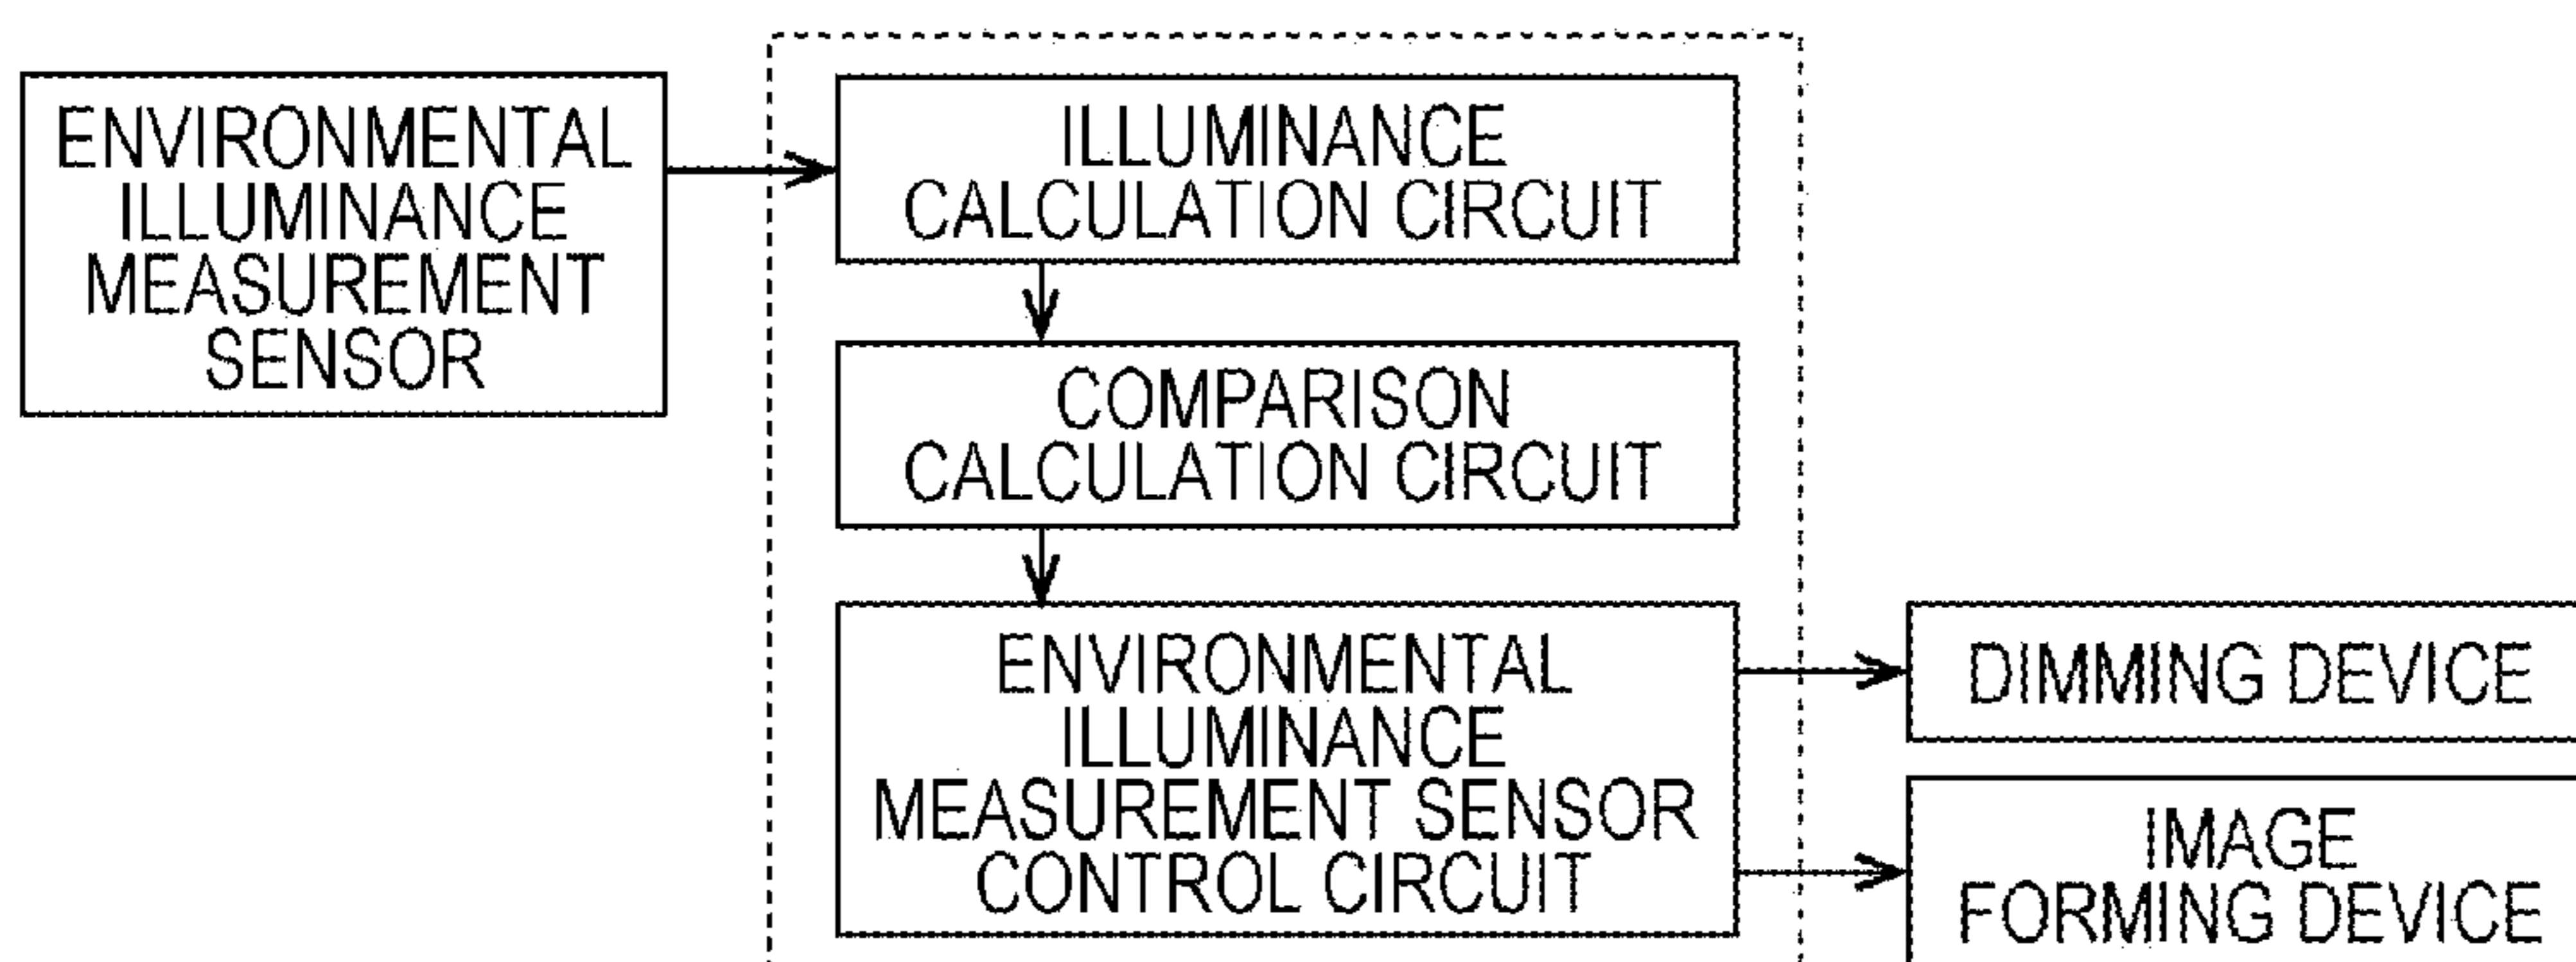 ENVIRONMENTAL
ILLUMINANCE
MEASUREMENT
SENSOR
ILLUMINANCE
CALCULATION CIRCUIT
COMPARISON
CALCULATION CIRCUIT
ENVIRONMENTAL
ILLUMINANCE
MEASUREMENT SENSOR
CONTROL CIRCUIT
DIMMING DEVICE
IMAGE
FORMING DEVICE